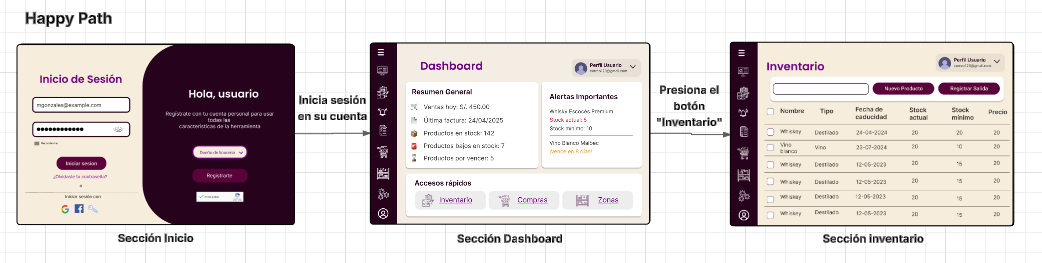 Happy Path
Inicio de Sesión
mgonzales@example.com
Iniciar sesión
¿Olvidaste tu contraseña?
o
Iniciar sesión con
Hola, usuario
Regístrate con tu cuenta personal para usar
todas las
características de la herramienta
Dueño de licorería
Registrarte
Sección Inicio
Inicia sesión
en su cuenta
Dashboard
Perfil Usuario
Resumen General
Ventas hoy: S/. 450.00
Última factura: 24/04/2025
Productos en stock: 142
Productos bajos en stock: 7
Productos por vencer: 5
Alertas Importantes
Whisky Escocés Premium
Stock actual: 5
Stock mínimo: 10
Vino Blanco Malbec
¡Vence en 8 días!
Accesos rápidos
Inventario
Compras
Zonas
Sección Dashboard
Presiona el
botón
"Inventario"
Inventario
Perfil Usuario
Nuevo Producto
Registrar Salida
Nombre Tipo Fecha de caducidad Stock actual Stock mínimo Precio
Whiskey Destilado 24-04-2024 20 20 20
Vino blanco Vino 23-07-2024 20 10 20
Whiskey Destilado 12-05-2023 20 15 20
Whiskey Destilado 12-05-2023 20 15 20
Whiskey Destilado 12-05-2023 20 15 20
Whiskey Destilado 12-05-2023 20 15 20
Sección inventario